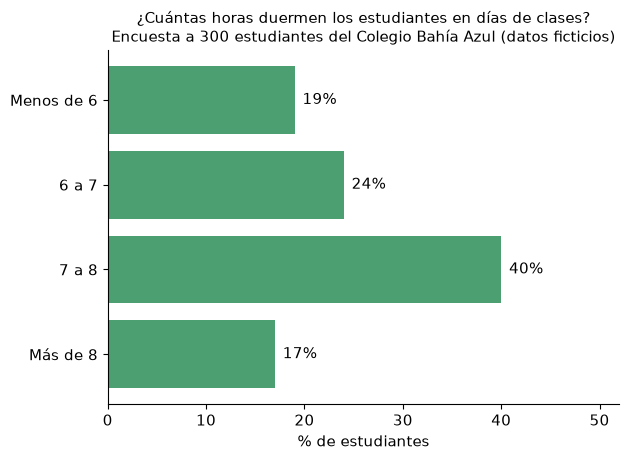 ¿Cuántas horas duermen los estudiantes en días de clases?
Encuesta a 300 estudiantes del Colegio Bahía Azul (datos ficticios)
Menos de 6
19%
6 a 7
24%
7 a 8
40%
Más de 8
17%
0 10 20 30 40 50
% de estudiantes